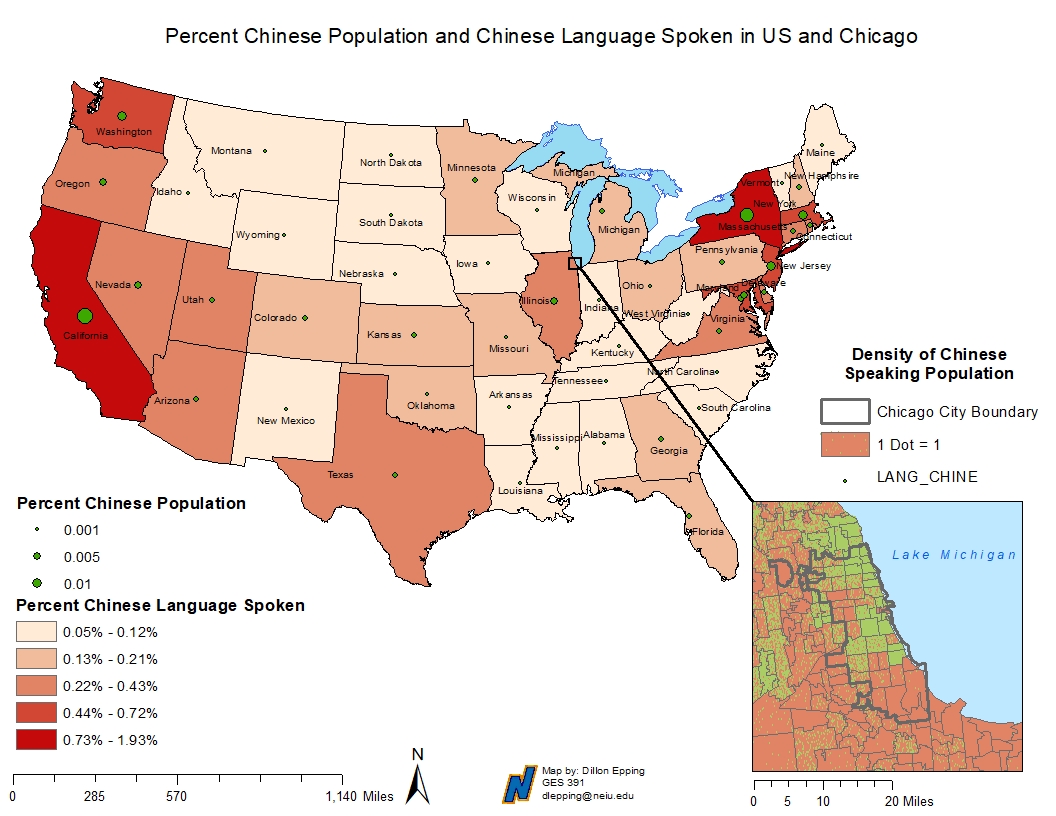 Percent Chinese Population and Chinese Language Spoken in US and Chicago
Washington
Montana
North Dakota
Minnesota
Michigan
Maine
Vermont
New Hamphsire
Oregon
Idaho
South Dakota
Wisconsin
New York
Massachusetts
Connecticut
Wyoming
Michigan
Pennsylvania
New Jersey
Iowa
Nebraska
Nevada
Utah
Illinois
Indiana
Ohio
Maryland
Delaware
West Virginia
Virginia
Colorado
Kansas
Missouri
California
Kentucky
North Carolina
Tennessee
Arizona
New Mexico
Oklahoma
Arkansas
South Carolina
Mississippi
Alabama
Georgia
Texas
Louisiana
Florida
Density of Chinese
Speaking Population
Chicago City Boundary
1 Dot = 1
LANG_CHINE
Percent Chinese Population
0.001
0.005
0.01
Percent Chinese Language Spoken
0.05% - 0.12%
0.13% - 0.21%
0.22% - 0.43%
0.44% - 0.72%
0.73% - 1.93%
Lake Michigan
0 285 570 1,140 Miles
N
N
Map by: Dillon Epping
GES 391
dlepping@neiu.edu
0 5 10 20 Miles